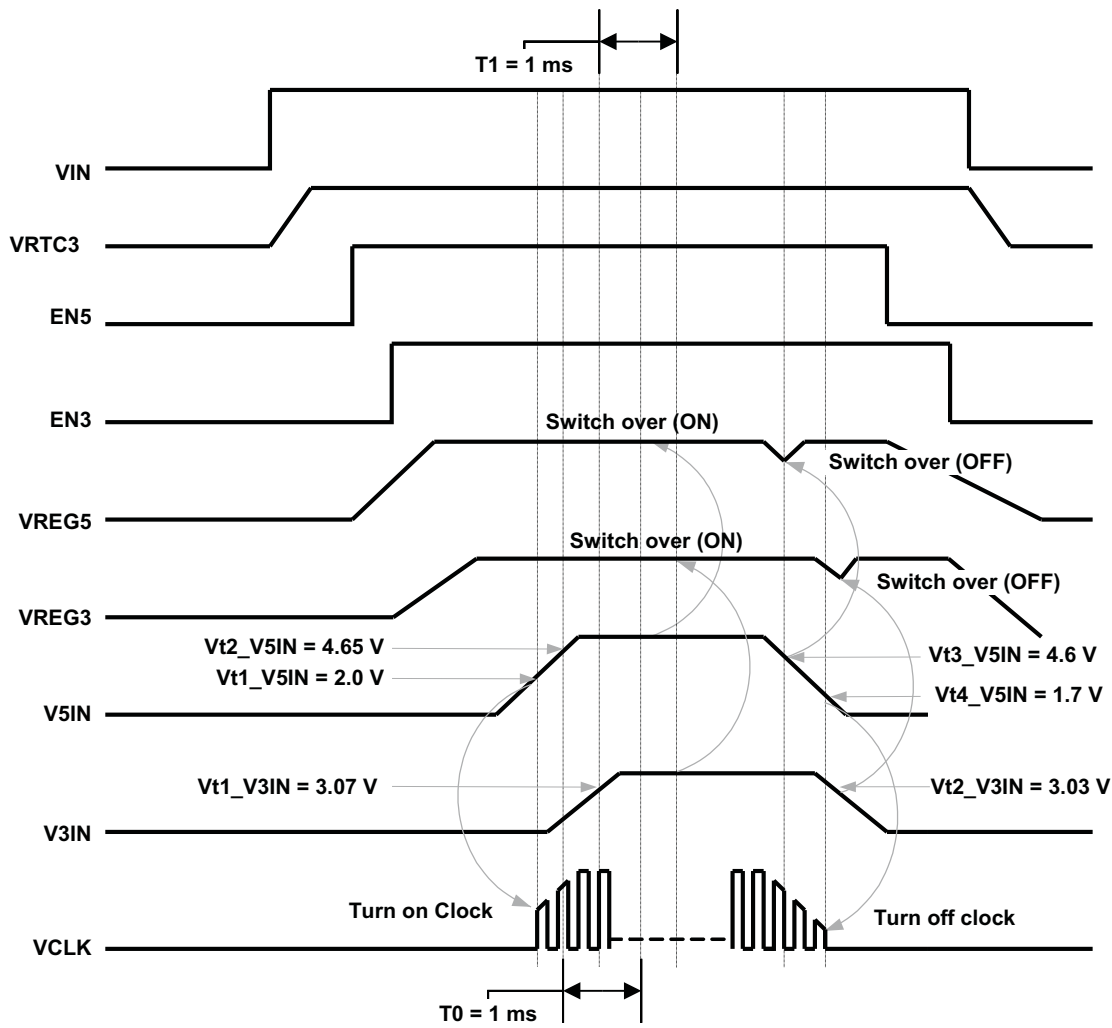 T1 = 1 ms
VIN
VRTC3
EN5
EN3
Switch over (ON)
Switch over (OFF)
VREG5
Switch over (ON)
Switch over (OFF)
VREG3
Vt2_V5IN = 4.65 V
Vt3_V5IN = 4.6 V
Vt1_V5IN = 2.0 V
Vt4_V5IN = 1.7 V
V5IN
Vt1_V3IN = 3.07 V
Vt2_V3IN = 3.03 V
V3IN
Turn on Clock
Turn off clock
VCLK
T0 = 1 ms